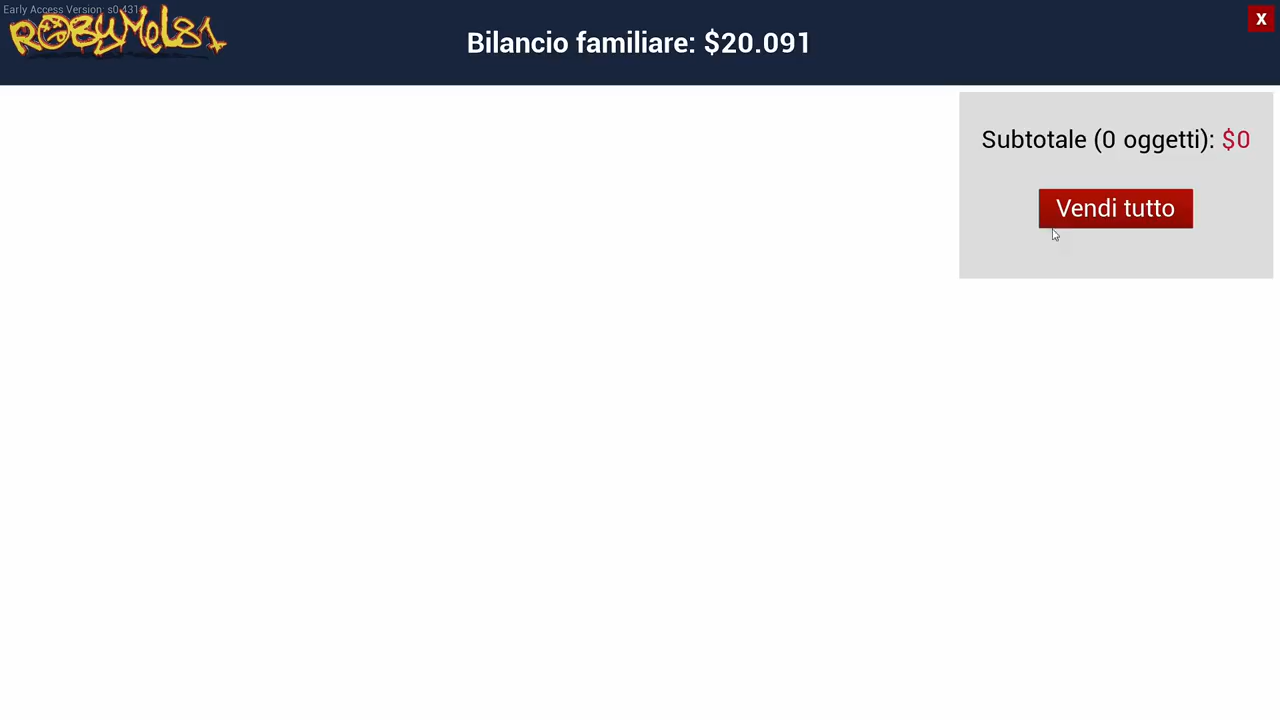 Early Access Version: s0.431
ROBYMEL81
Bilancio familiare: $20.091
X
Subtotale (0 oggetti): $0
Vendi tutto